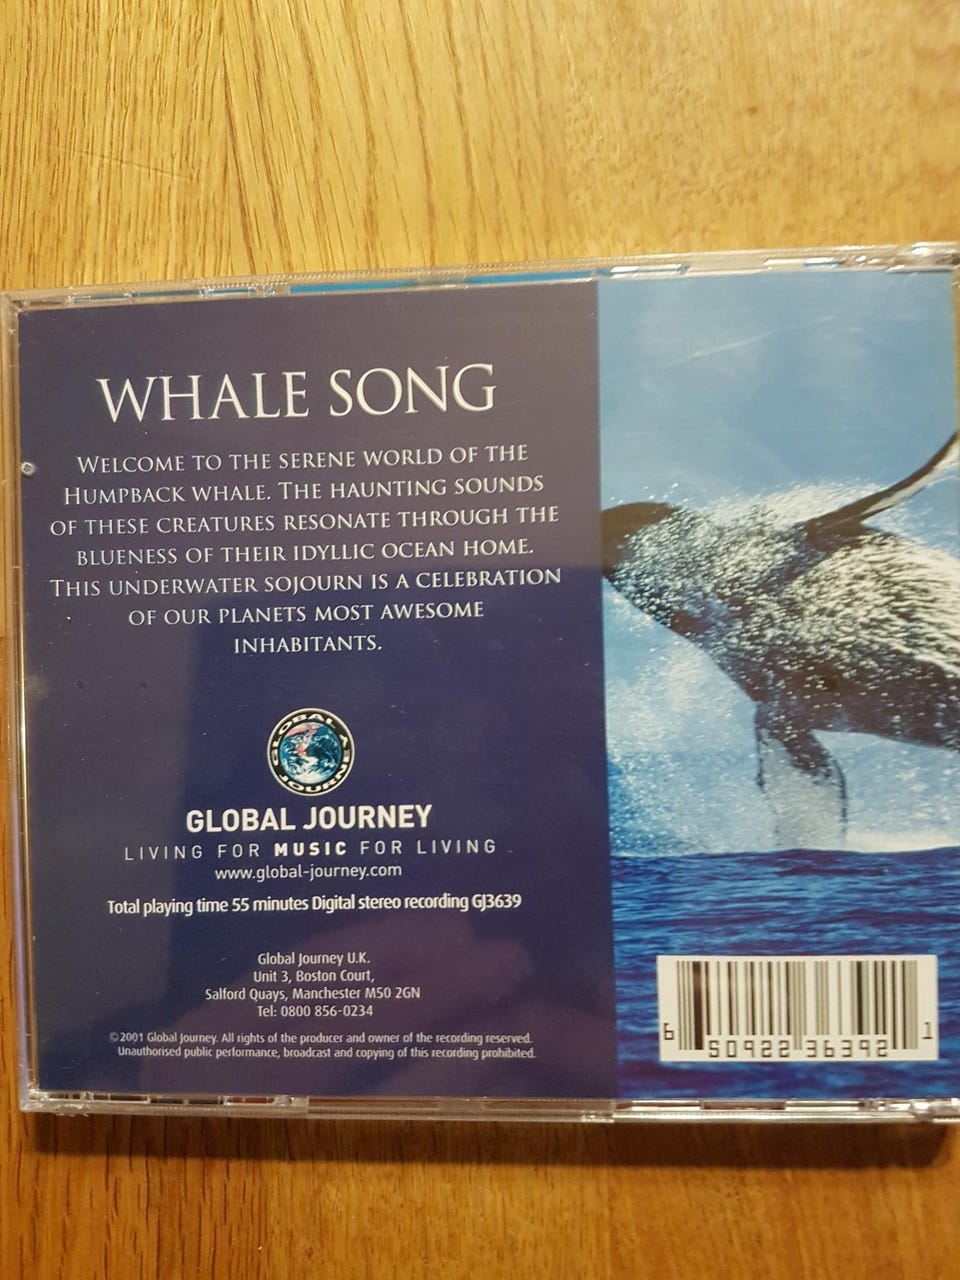 WHALE SONG
WELCOME TO THE SERENE WORLD OF THE
HUMPBACK WHALE. THE HAUNTING SOUNDS
OF THESE CREATURES RESONATE THROUGH THE
BLUENESS OF THEIR IDYLLIC OCEAN HOME.
THIS UNDERWATER SOJOURN IS A CELEBRATION
OF OUR PLANETS MOST AWESOME
INHABITANTS.
GLOBAL
JOURNEY
GLOBAL JOURNEY
LIVING FOR MUSIC FOR LIVING
www.global-journey.com
Total playing time 55 minutes Digital stereo recording GJ3639
Global Journey U.K.
Unit 3, Boston Court,
Salford Quays, Manchester M50 2GN
Tel: 0800 856-0234
©2001 Global Journey. All rights of the producer and owner of the recording reserved.
Unauthorised public performance, broadcast and copying of this recording prohibited.
6 50922 36392 1